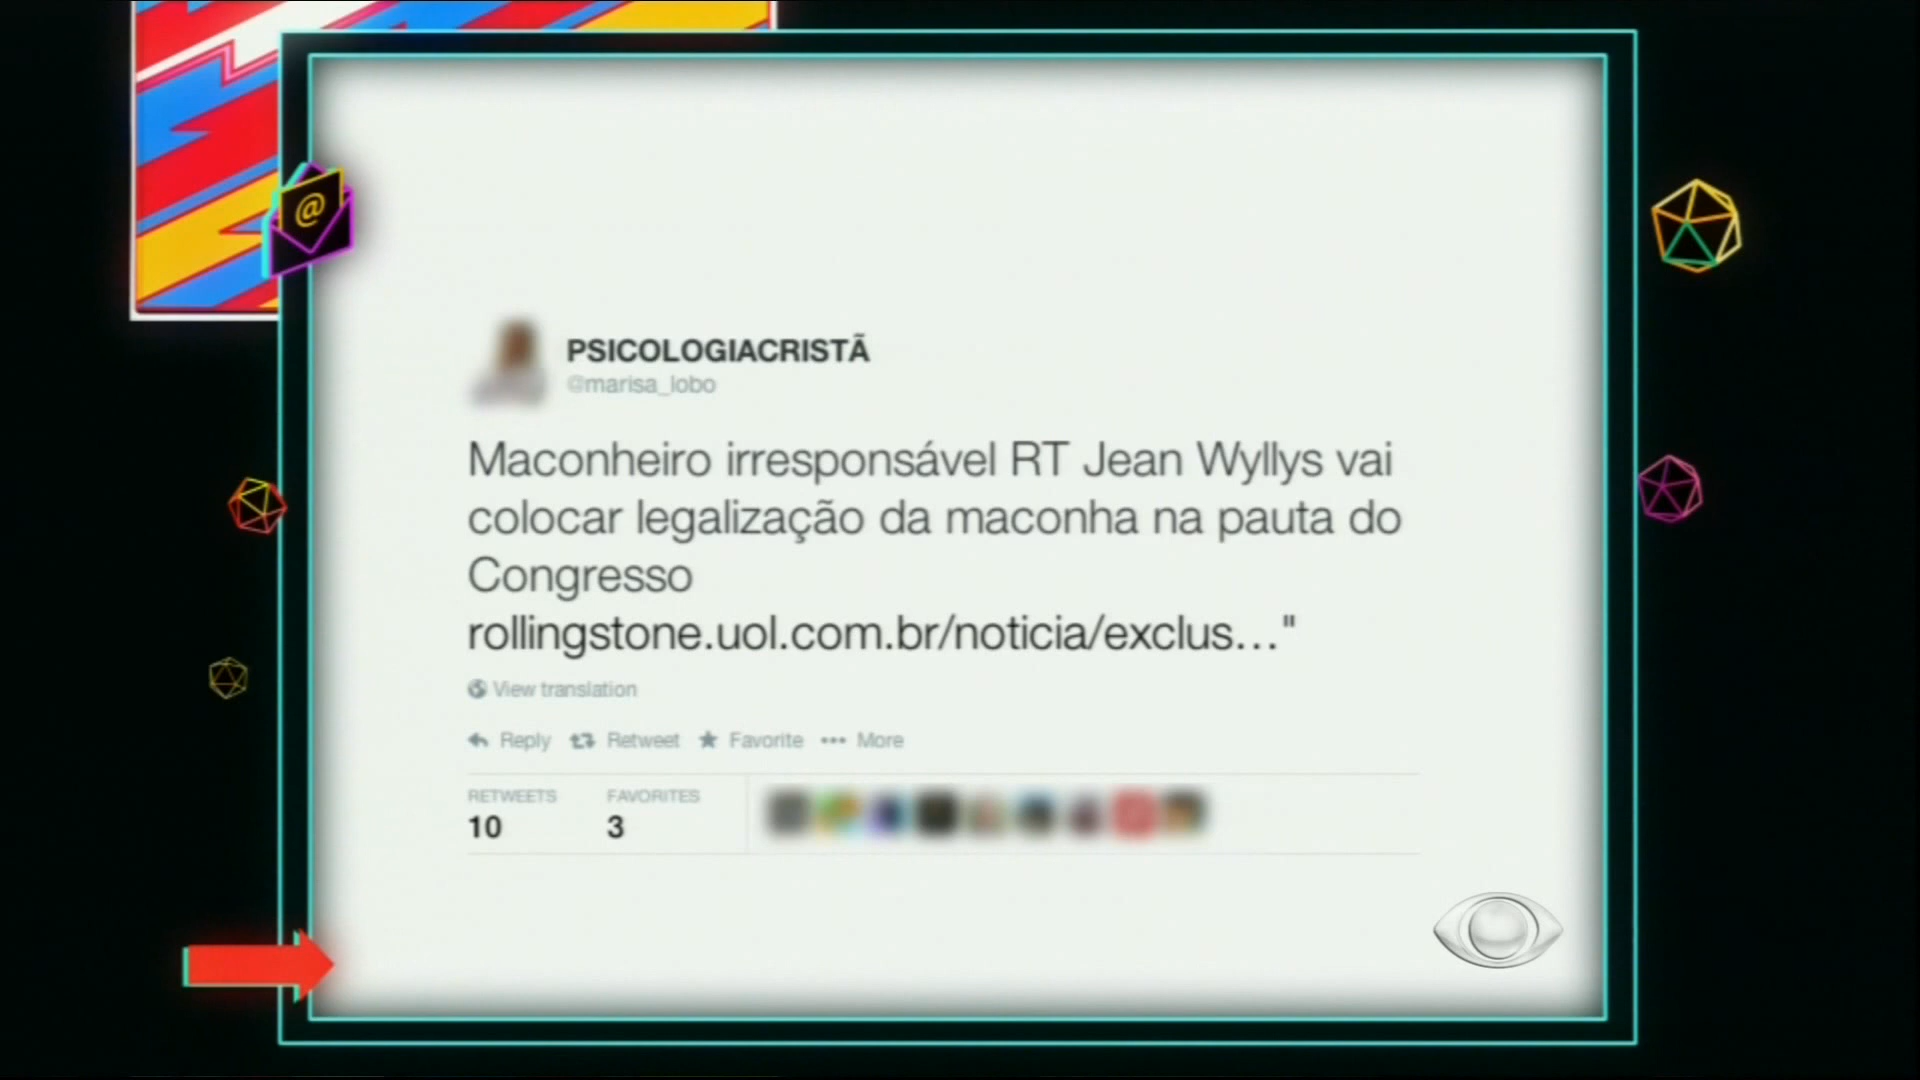 @
PSICOLOGIACRISTÃ
@marisa_lobo
Maconheiro irresponsável RT Jean Wyllys vai
colocar legalização da maconha na pauta do
Congresso
rollingstone.uol.com.br/noticia/exclus..."
View translation
Reply Retweet Favorite ••• More
RETWEETS FAVORITES
10 3